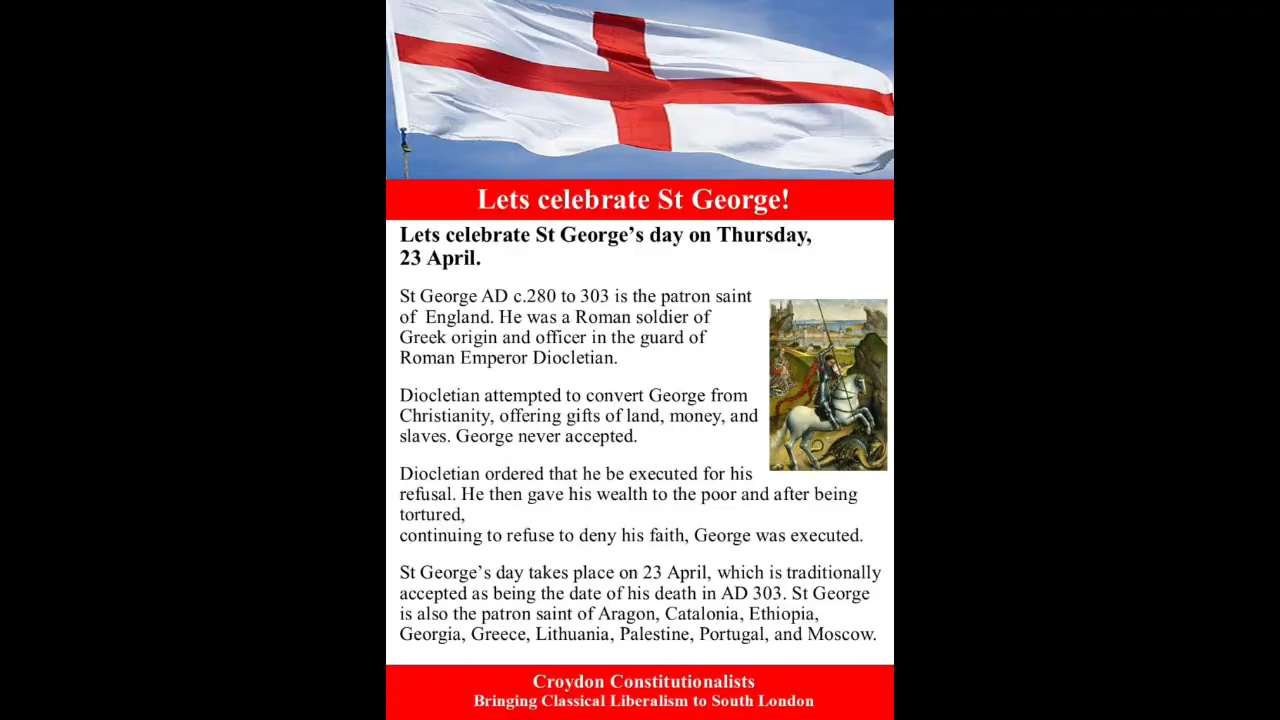 Lets celebrate St George!
Lets celebrate St George’s day on Thursday,
23 April.
St George AD c.280 to 303 is the patron saint
of England. He was a Roman soldier of
Greek origin and officer in the guard of
Roman Emperor Diocletian.
Diocletian attempted to convert George from
Christianity, offering gifts of land, money, and
slaves. George never accepted.
Diocletian ordered that he be executed for his
refusal. He then gave his wealth to the poor and after being
tortured,
continuing to refuse to deny his faith, George was executed.
St George’s day takes place on 23 April, which is traditionally
accepted as being the date of his death in AD 303. St George
is also the patron saint of Aragon, Catalonia, Ethiopia,
Georgia, Greece, Lithuania, Palestine, Portugal, and Moscow.
Croydon Constitutionalists
Bringing Classical Liberalism to South London